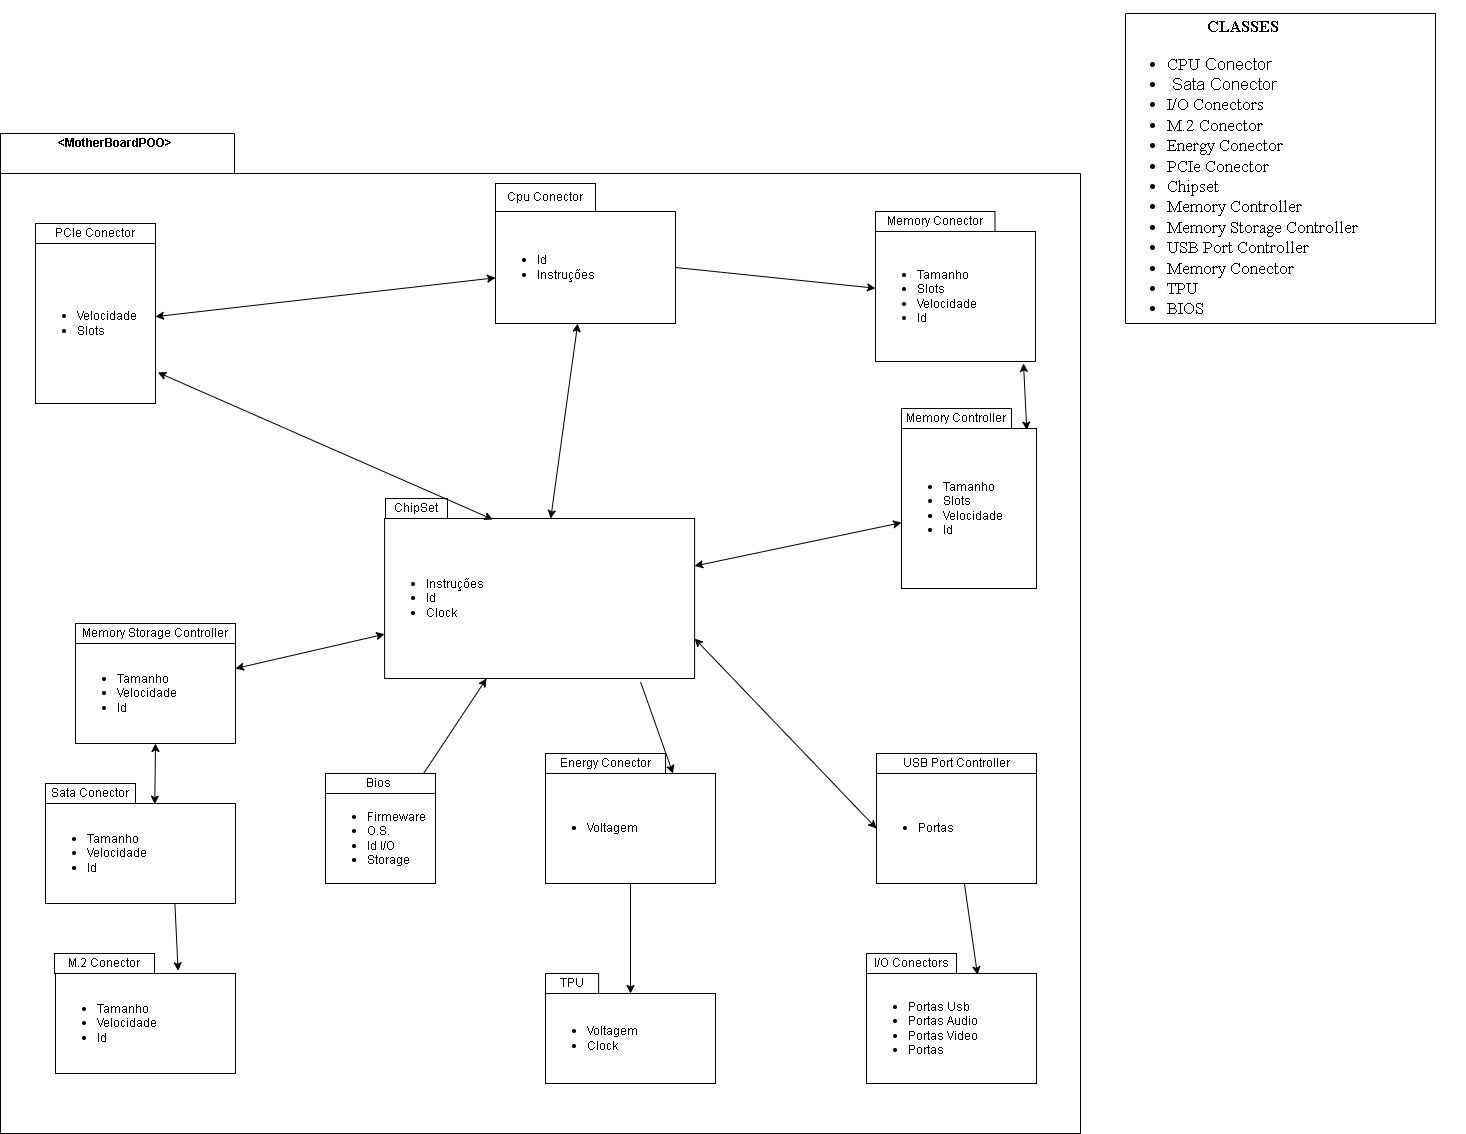 CLASSES
CPU Conector
Sata Conector
I/O Conectors
M.2 Conector
Energy Conector
PCIe Conector
Chipset
Memory Controller
Memory Storage Controller
USB Port Controller
Memory Conector
TPU
BIOS
<MotherBoardPOO>
PCIe Conector
Velocidade
Slots
Cpu Conector
Id
Instruções
Memory Conector
Tamanho
Slots
Velocidade
Id
Memory Controller
Tamanho
Slots
Velocidade
Id
ChipSet
Instruções
Id
Clock
Memory Storage Controller
Tamanho
Velocidade
Id
Sata Conector
Tamanho
Velocidade
Id
M.2 Conector
Tamanho
Velocidade
Id
Bios
Firmeware
O.S.
Id I/O
Storage
Energy Conector
Voltagem
TPU
Voltagem
Clock
USB Port Controller
Portas
I/O Conectors
Portas Usb
Portas Audio
Portas Video
Portas